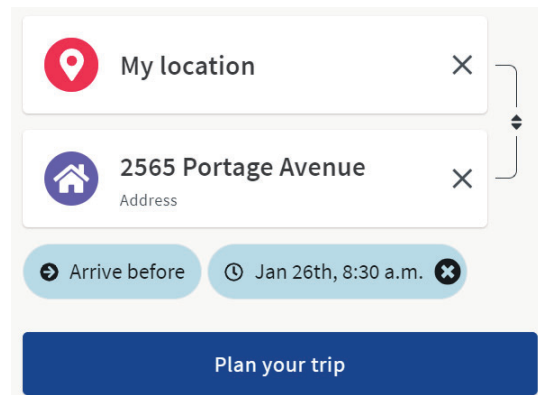 My location
2565 Portage Avenue
Address
Arrive before
Jan 26th, 8:30 a.m.
Plan your trip